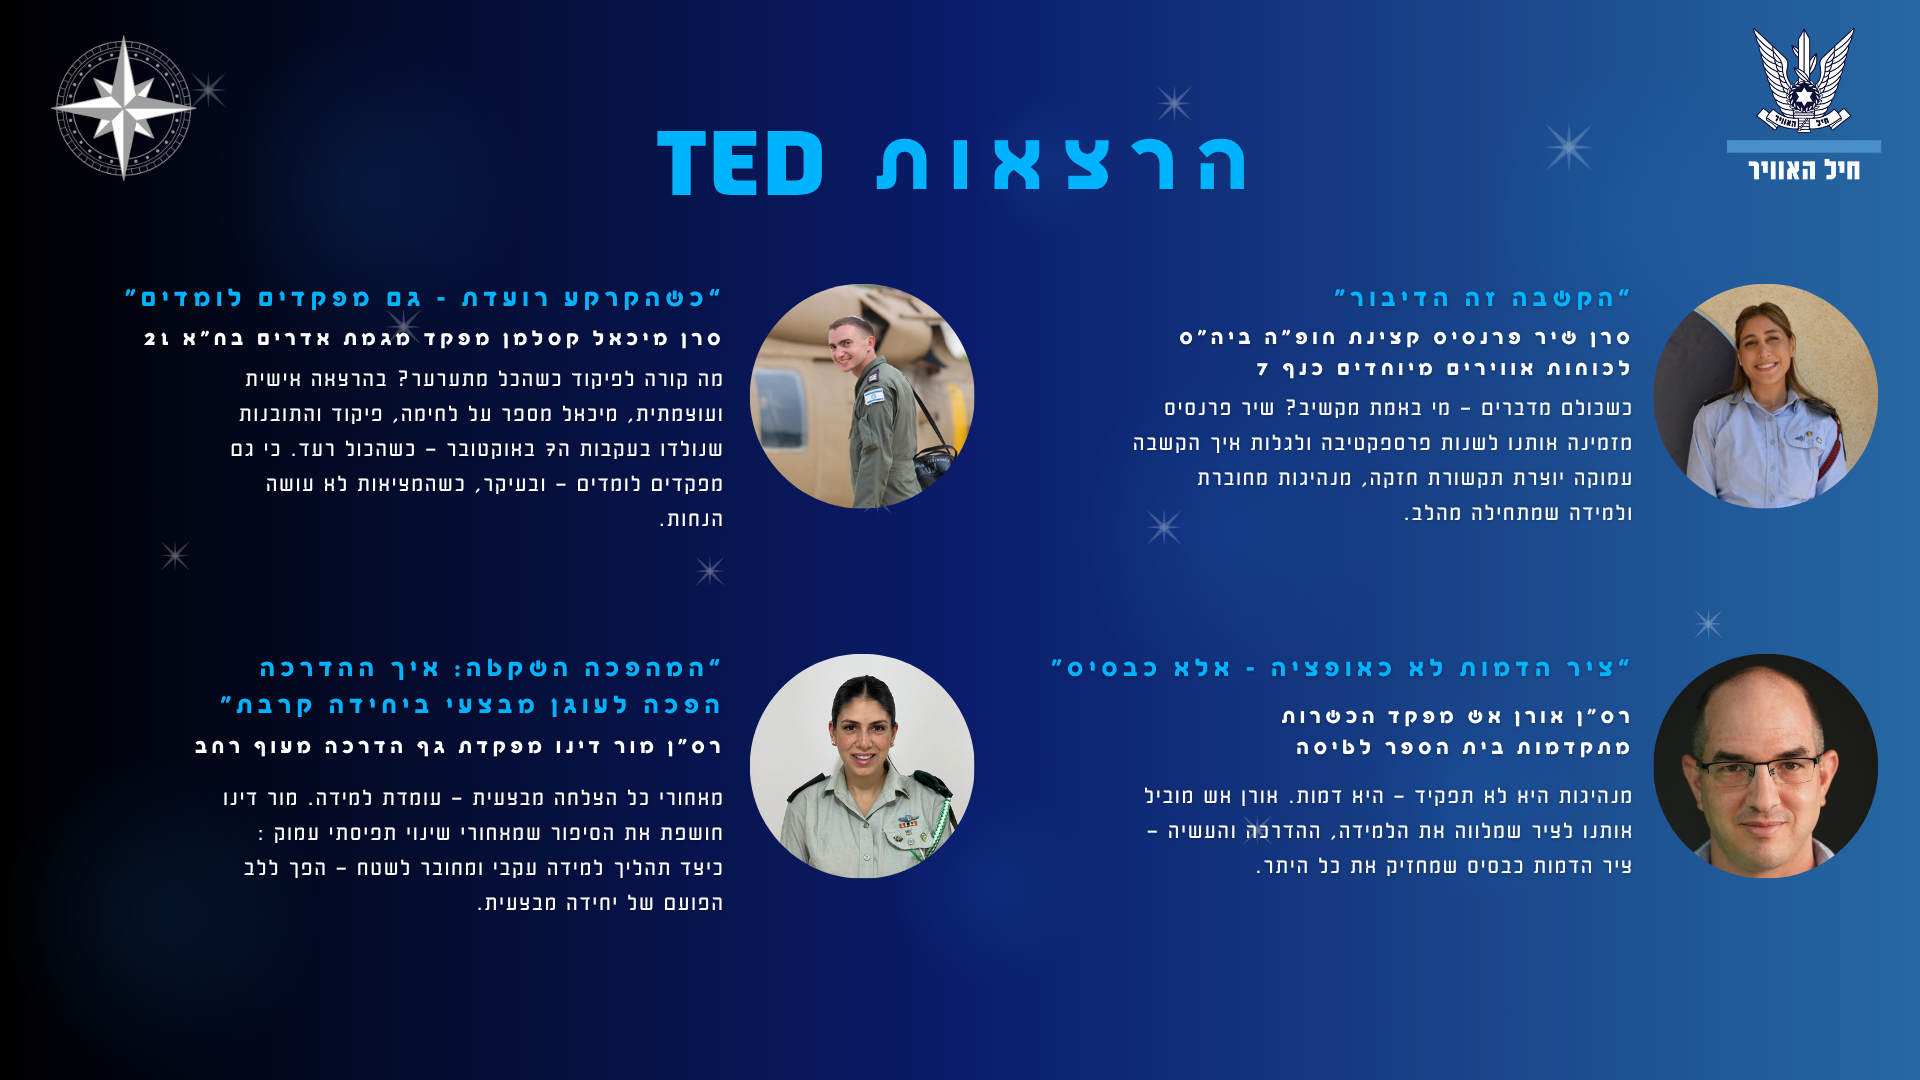 חיל האוויר
חיל האוויר
הרצאות TED
"הקשבה זה הדיבור"
סרן שיר פרנסיס קצינת חופ"ה ביה"ס
לכוחות אווירים מיוחדים כנף 7
כשכולם מדברים – מי באמת מקשיב? שיר פרנסיס
מזמינה אותנו לשנות פרספקטיבה ולגלות איך הקשבה
עמוקה יוצרת תקשורת חזקה, מנהיגות מחוברת
ולמידה שמתחילה מהלב.
"כשהקרקע רועדת - גם מפקדים לומדים"
סרן מיכאל קסלמן מפקד מגמת אדרים בח"א 21
מה קורה לפיקוד כשהכל מתערער? בהרצאה אישית
ועוצמתית, מיכאל מספר על לחימה, פיקוד והתובנות
שנולדו בעקבות ה7 באוקטובר – כשהכול רעד. כי גם
מפקדים לומדים – ובעיקר, כשהמציאות לא עושה
הנחות.
"ציר הדמות לא כאופציה - אלא כבסיס"
רס"ן אורן אש מפקד הכשרות
מתקדמות בית הספר לטיסה
מנהיגות היא לא תפקיד – היא דמות. אורן אש מוביל
אותנו לציר שמלווה את הלמידה, ההדרכה והעשיה –
ציר הדמות כבסיס שמחזיק את כל היתר.
"המהפכה השקטה: איך ההדרכה
הפכה לעוגן מבצעי ביחידה קרבת"
רס"ן מור דינו מפקדת גף הדרכה מעוף רחב
מאחורי כל הצלחה מבצעית – עומדת למידה. מור דינו
חושפת את הסיפור שמאחורי שינוי תפיסתי עמוק :
כיצד תהליך למידה עקבי ומחובר לשטח – הפך ללב
הפועם של יחידה מבצעית.